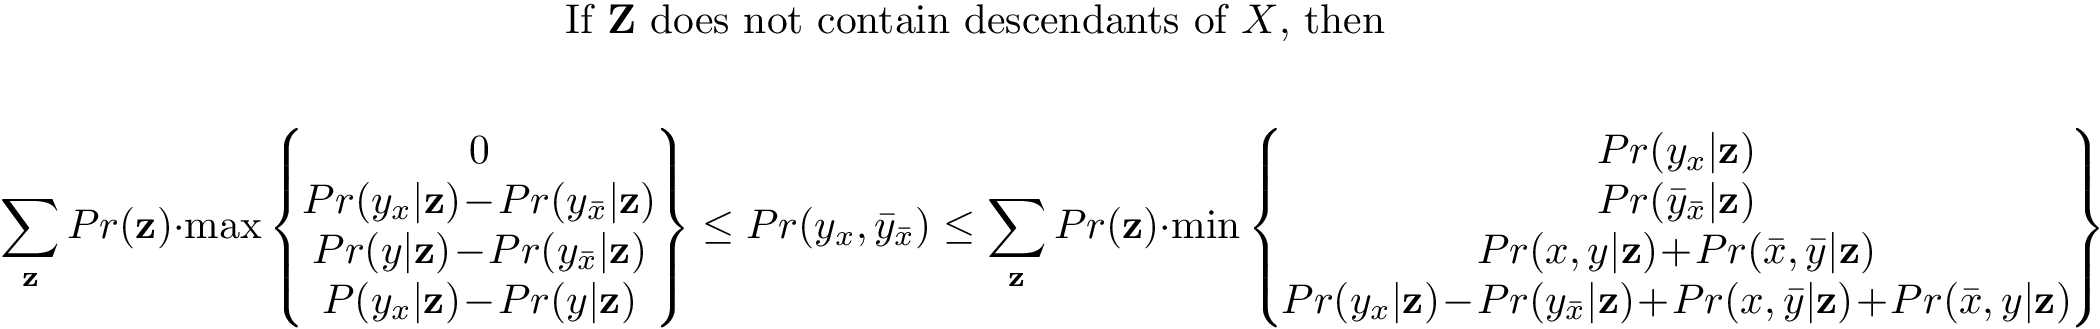 If Z does not contain descendants of X, then
∑_z Pr(z)·max { 0 ; Pr(y_x|z)−Pr(y_x̄|z) ; Pr(y|z)−Pr(y_x̄|z) ; P(y_x|z)−Pr(y|z) } ≤ Pr(y_x, ȳ_x̄) ≤ ∑_z Pr(z)·min { Pr(y_x|z) ; Pr(ȳ_x̄|z) ; Pr(x, y|z)+Pr(x̄, ȳ|z) ; Pr(y_x|z)−Pr(y_x̄|z)+Pr(x, ȳ|z)+Pr(x̄, y|z) }